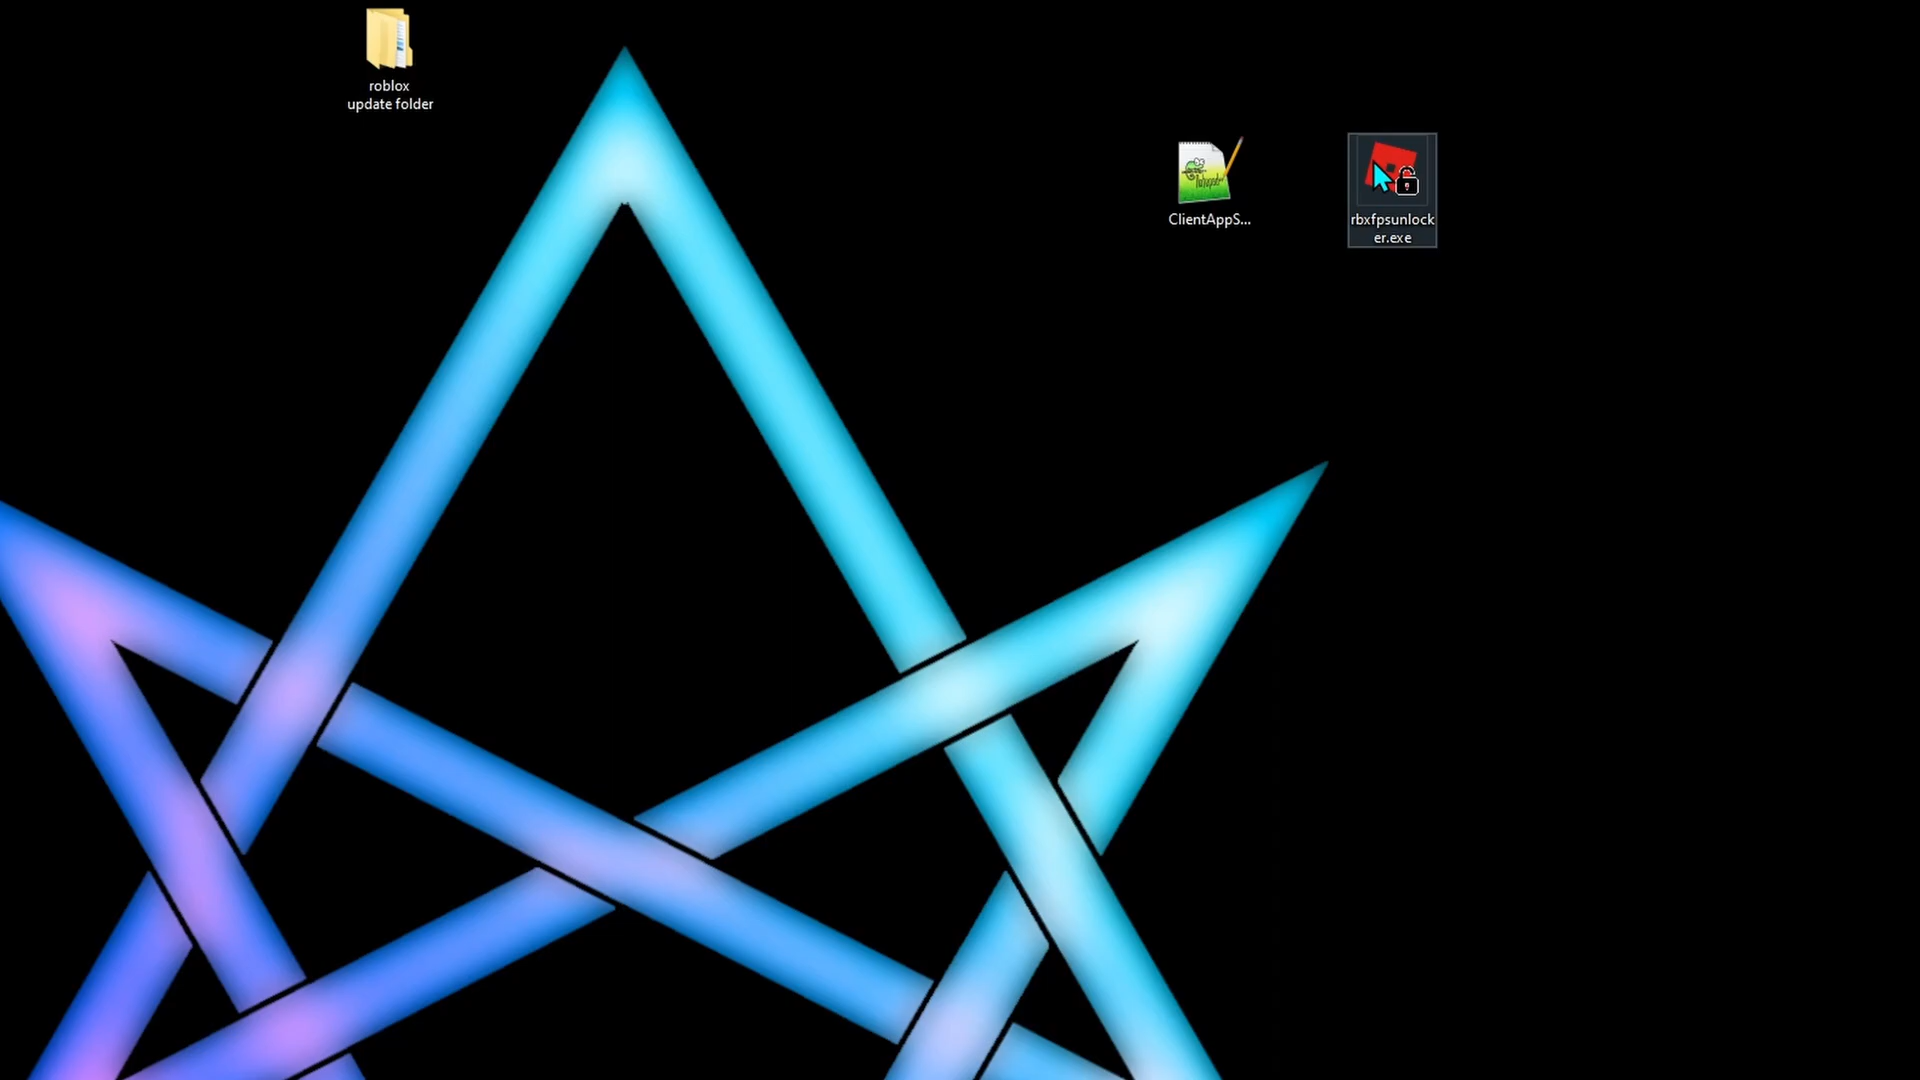 roblox
update folder
ClientAppS...
rbxfpsunlock
er.exe